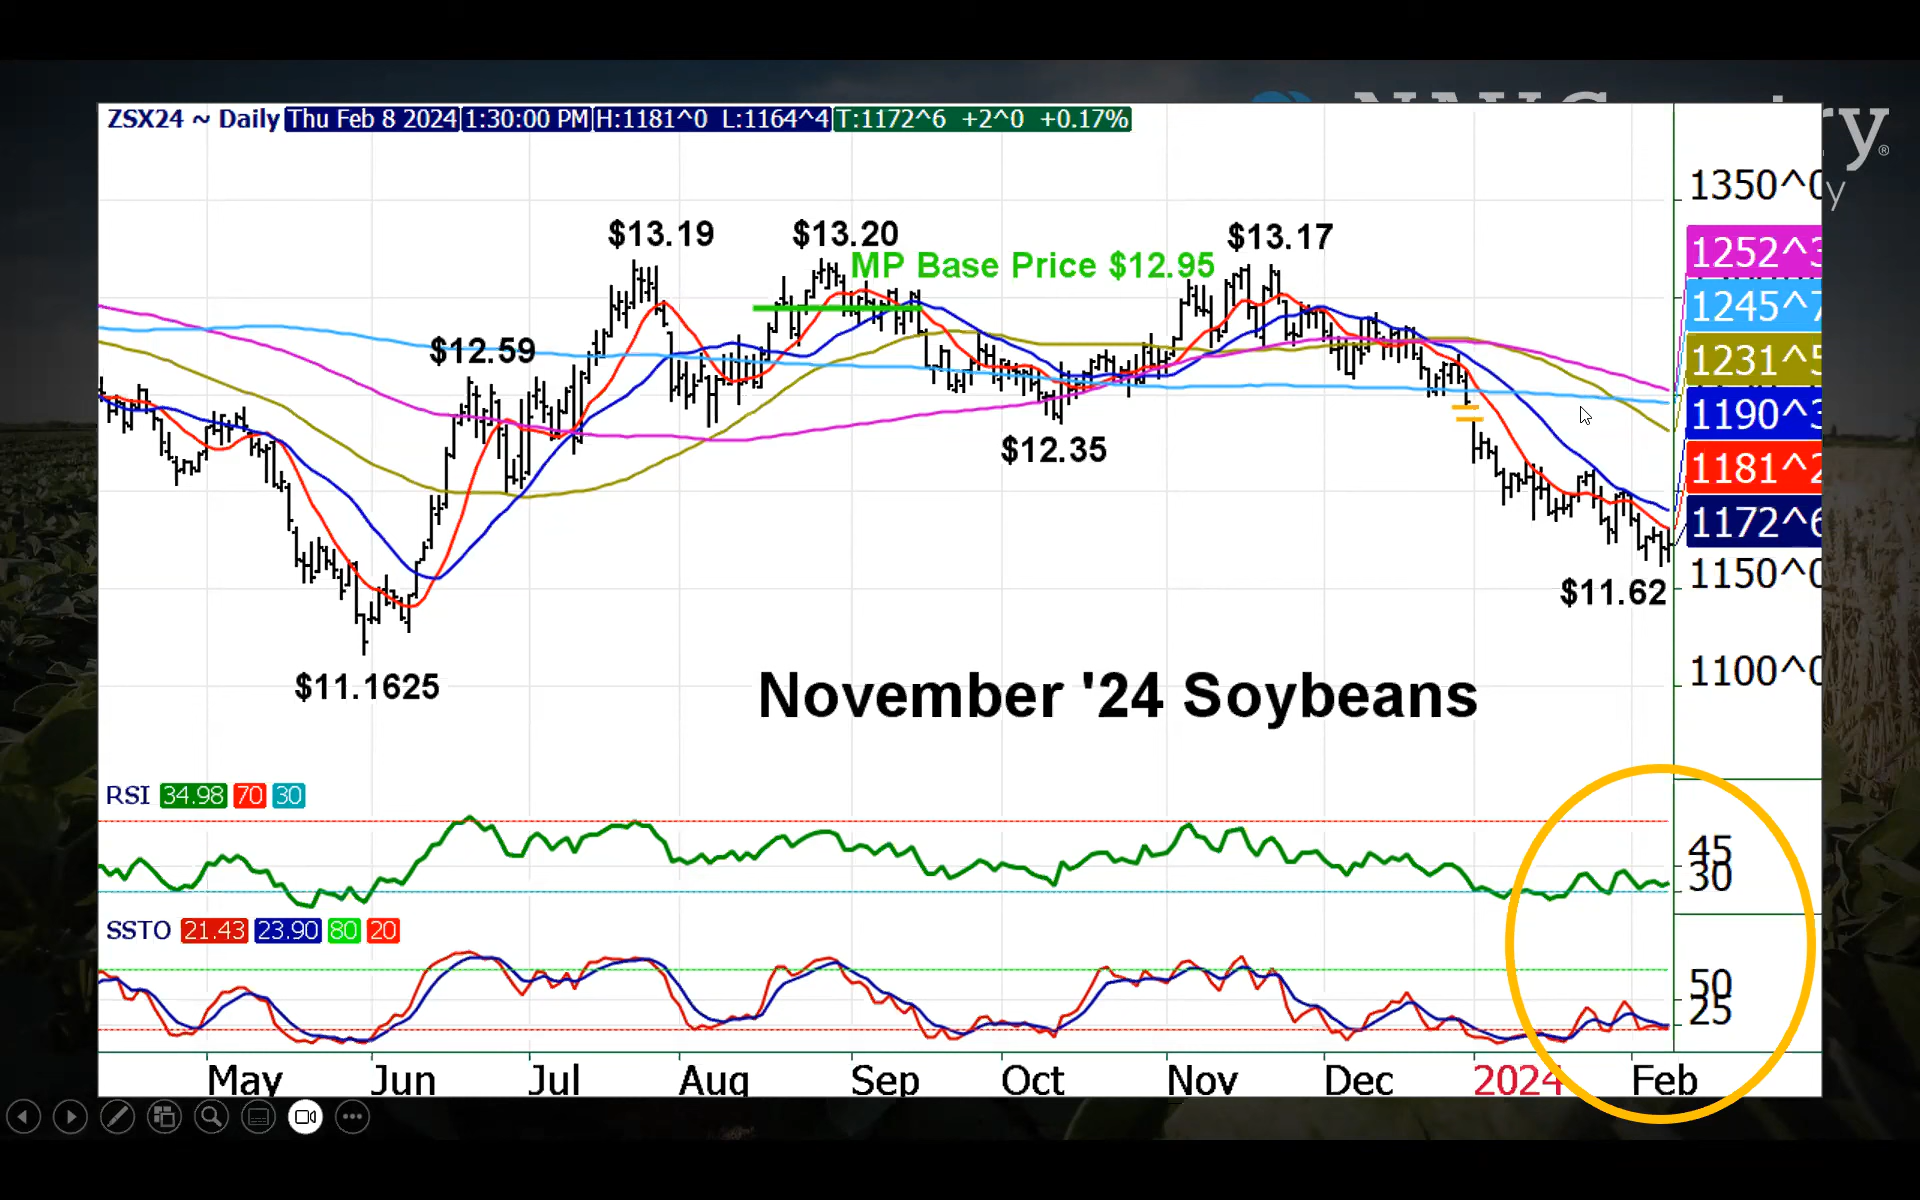 ZSX24 ~ Daily Thu Feb 8 2024 1:30:00 PM H:1181^0 L:1164^4 T:1172^6 +2^0 +0.17%
ry®
y
1350^0
$13.19
$13.20
$13.17
MP Base Price $12.95
1252^3
1245^7
$12.59
1231^5
1190^3
$12.35
1181^2
1172^6
1150^0
$11.62
1100^0
$11.1625
November '24 Soybeans
RSI 34.98 70 30
45
30
SSTO 21.43 23.90 80 20
50
25
May Jun Jul Aug Sep Oct Nov Dec 2024 Feb